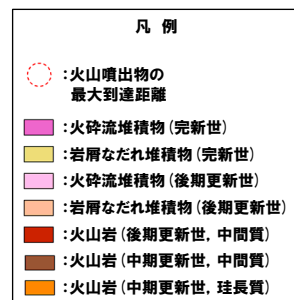 凡 例
:火山噴出物の
最大到達距離
:火砕流堆積物(完新世)
:岩屑なだれ堆積物(完新世)
:火砕流堆積物(後期更新世)
:岩屑なだれ堆積物(後期更新世)
:火山岩(後期更新世, 中間質)
:火山岩(中期更新世, 中間質)
:火山岩(中期更新世, 珪長質)